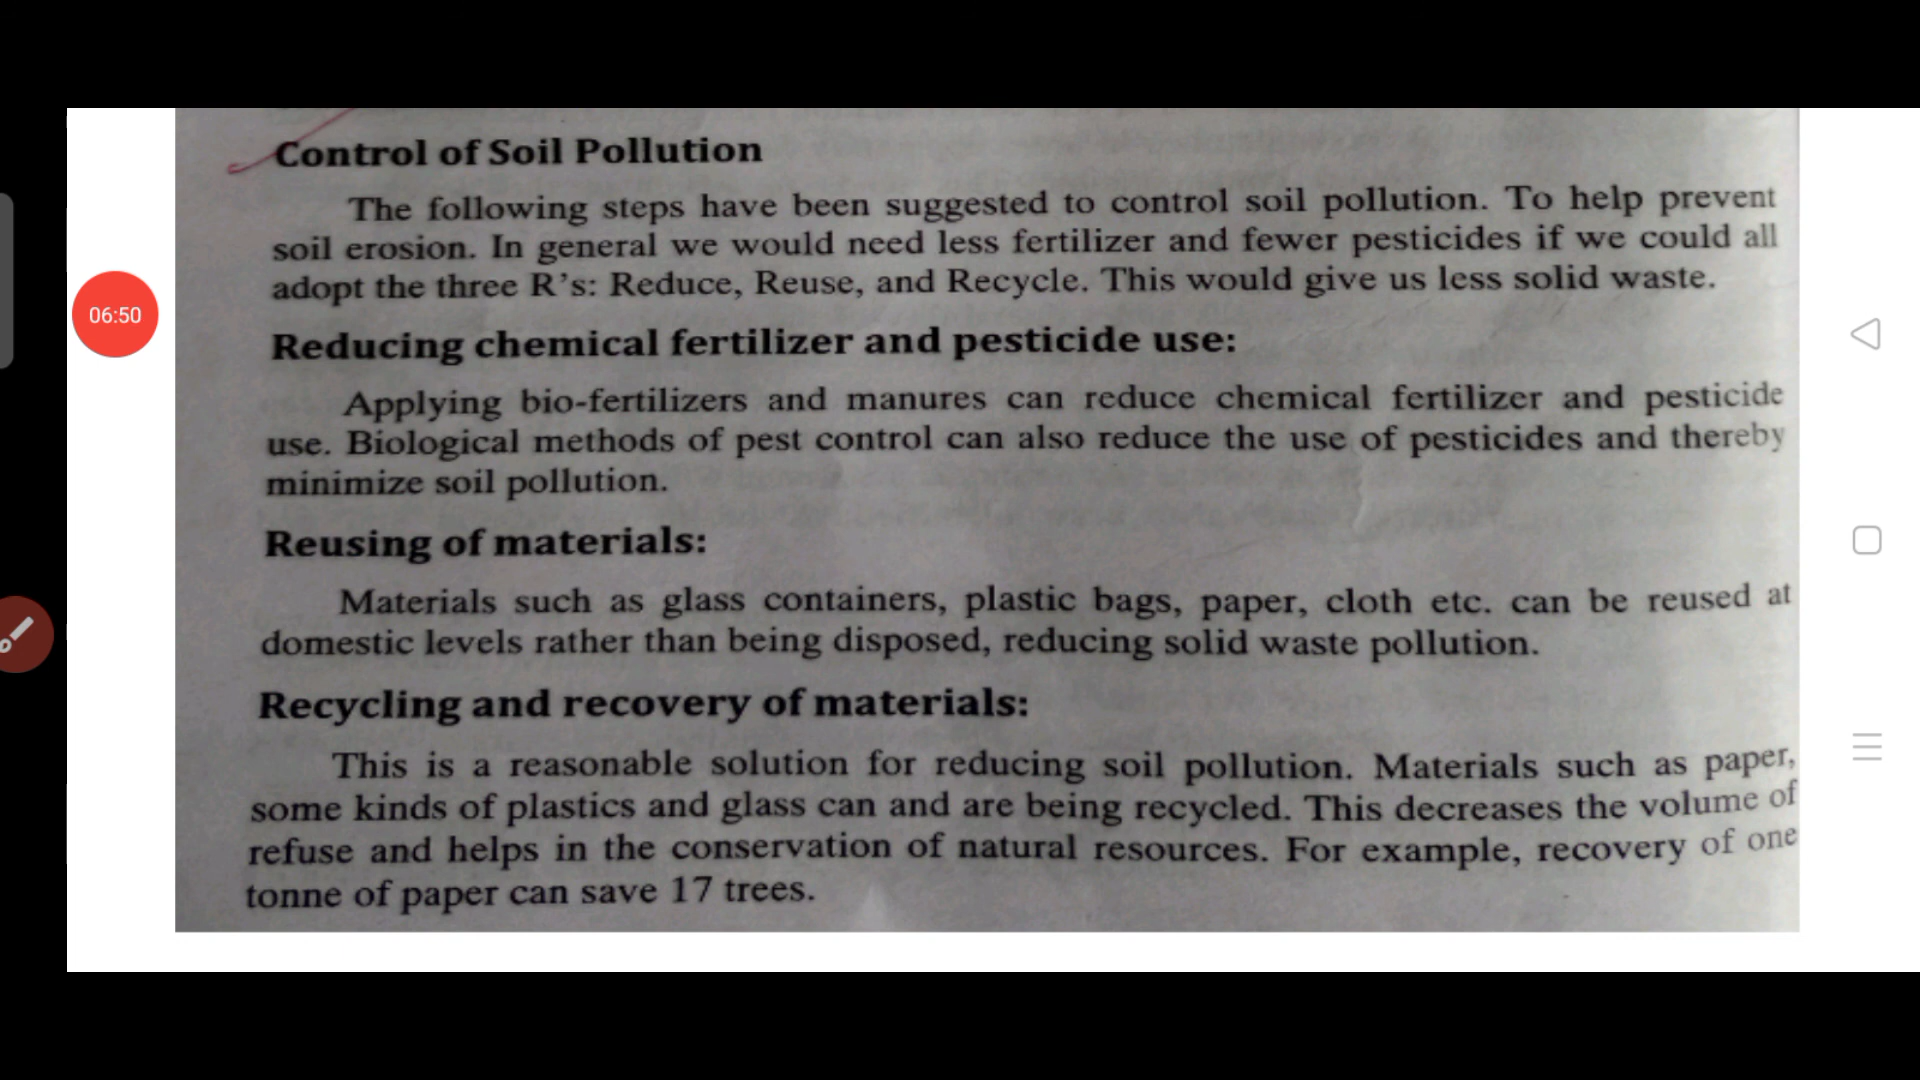 Control of Soil Pollution
The following steps have been suggested to control soil pollution. To help prevent
soil erosion. In general we would need less fertilizer and fewer pesticides if we could all
adopt the three R's: Reduce, Reuse, and Recycle. This would give us less solid waste.
06:50
Reducing chemical fertilizer and pesticide use:
Applying bio-fertilizers and manures can reduce chemical fertilizer and pesticide
use. Biological methods of pest control can also reduce the use of pesticides and thereby
minimize soil pollution.
Reusing of materials:
Materials such as glass containers, plastic bags, paper, cloth etc. can be reused at
domestic levels rather than being disposed, reducing solid waste pollution.
Recycling and recovery of materials:
This is a reasonable solution for reducing soil pollution. Materials such as paper,
some kinds of plastics and glass can and are being recycled. This decreases the volume of
refuse and helps in the conservation of natural resources. For example, recovery of one
tonne of paper can save 17 trees.